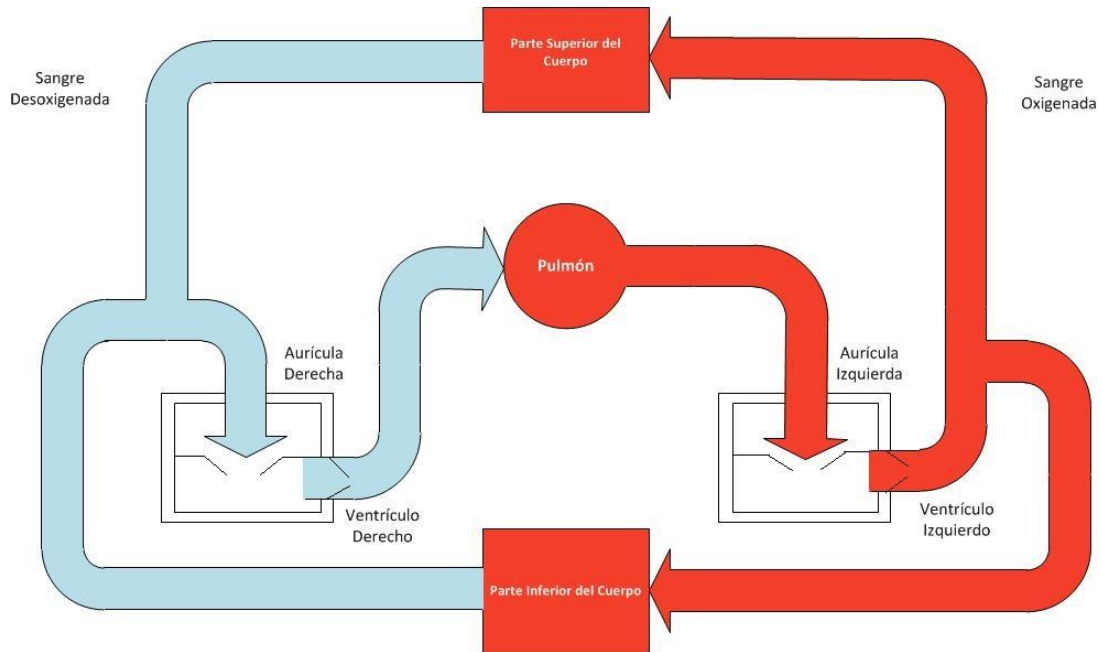 Parte Superior del
Cuerpo
Sangre
Desoxigenada
Sangre
Oxigenada
Pulmón
Aurícula
Derecha
Aurícula
Izquierda
Ventrículo
Derecho
Ventrículo
Izquierdo
Parte Inferior del Cuerpo